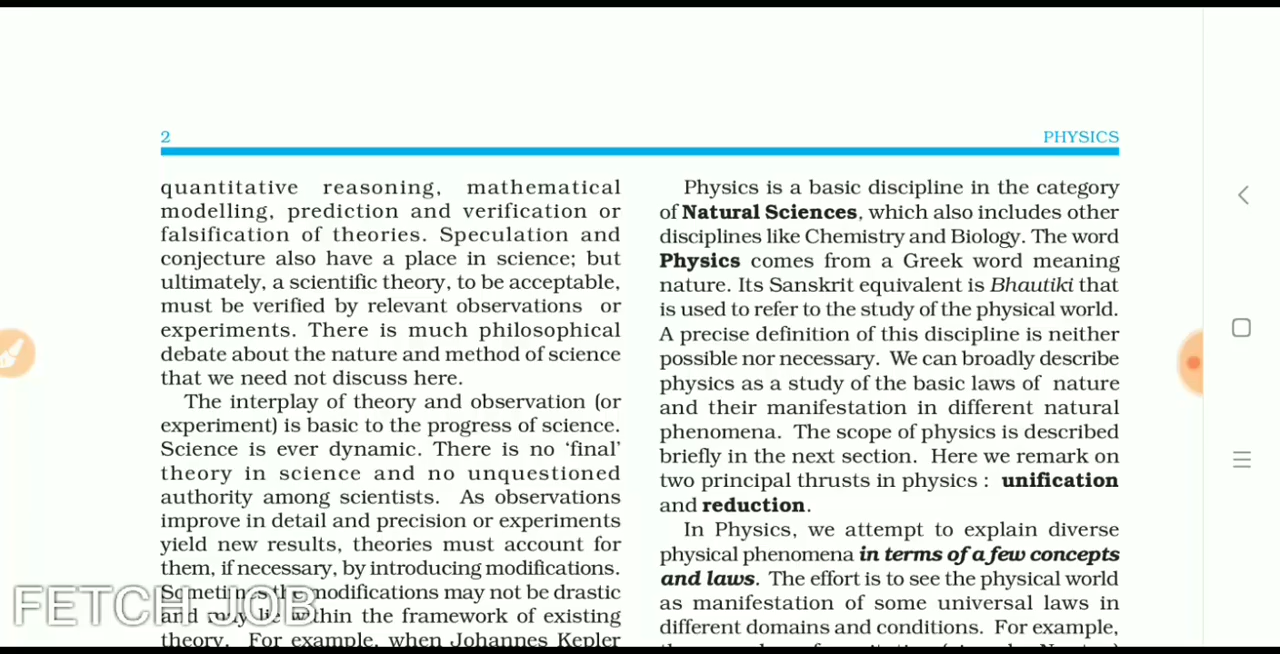 2
PHYSICS
quantitative reasoning, mathematical
modelling, prediction and verification or
falsification of theories. Speculation and
conjecture also have a place in science; but
ultimately, a scientific theory, to be acceptable,
must be verified by relevant observations or
experiments. There is much philosophical
debate about the nature and method of science
that we need not discuss here.
The interplay of theory and observation (or
experiment) is basic to the progress of science.
Science is ever dynamic. There is no ‘final’
theory in science and no unquestioned
authority among scientists. As observations
improve in detail and precision or experiments
yield new results, theories must account for
them, if necessary, by introducing modifications.
Sometimes the modifications may not be drastic
and may lie within the framework of existing
theory. For example, when Johannes Kepler
Physics is a basic discipline in the category
of Natural Sciences, which also includes other
disciplines like Chemistry and Biology. The word
Physics comes from a Greek word meaning
nature. Its Sanskrit equivalent is Bhautiki that
is used to refer to the study of the physical world.
A precise definition of this discipline is neither
possible nor necessary. We can broadly describe
physics as a study of the basic laws of nature
and their manifestation in different natural
phenomena. The scope of physics is described
briefly in the next section. Here we remark on
two principal thrusts in physics : unification
and reduction.
In Physics, we attempt to explain diverse
physical phenomena in terms of a few concepts
and laws. The effort is to see the physical world
as manifestation of some universal laws in
different domains and conditions. For example,
FETCH JOB